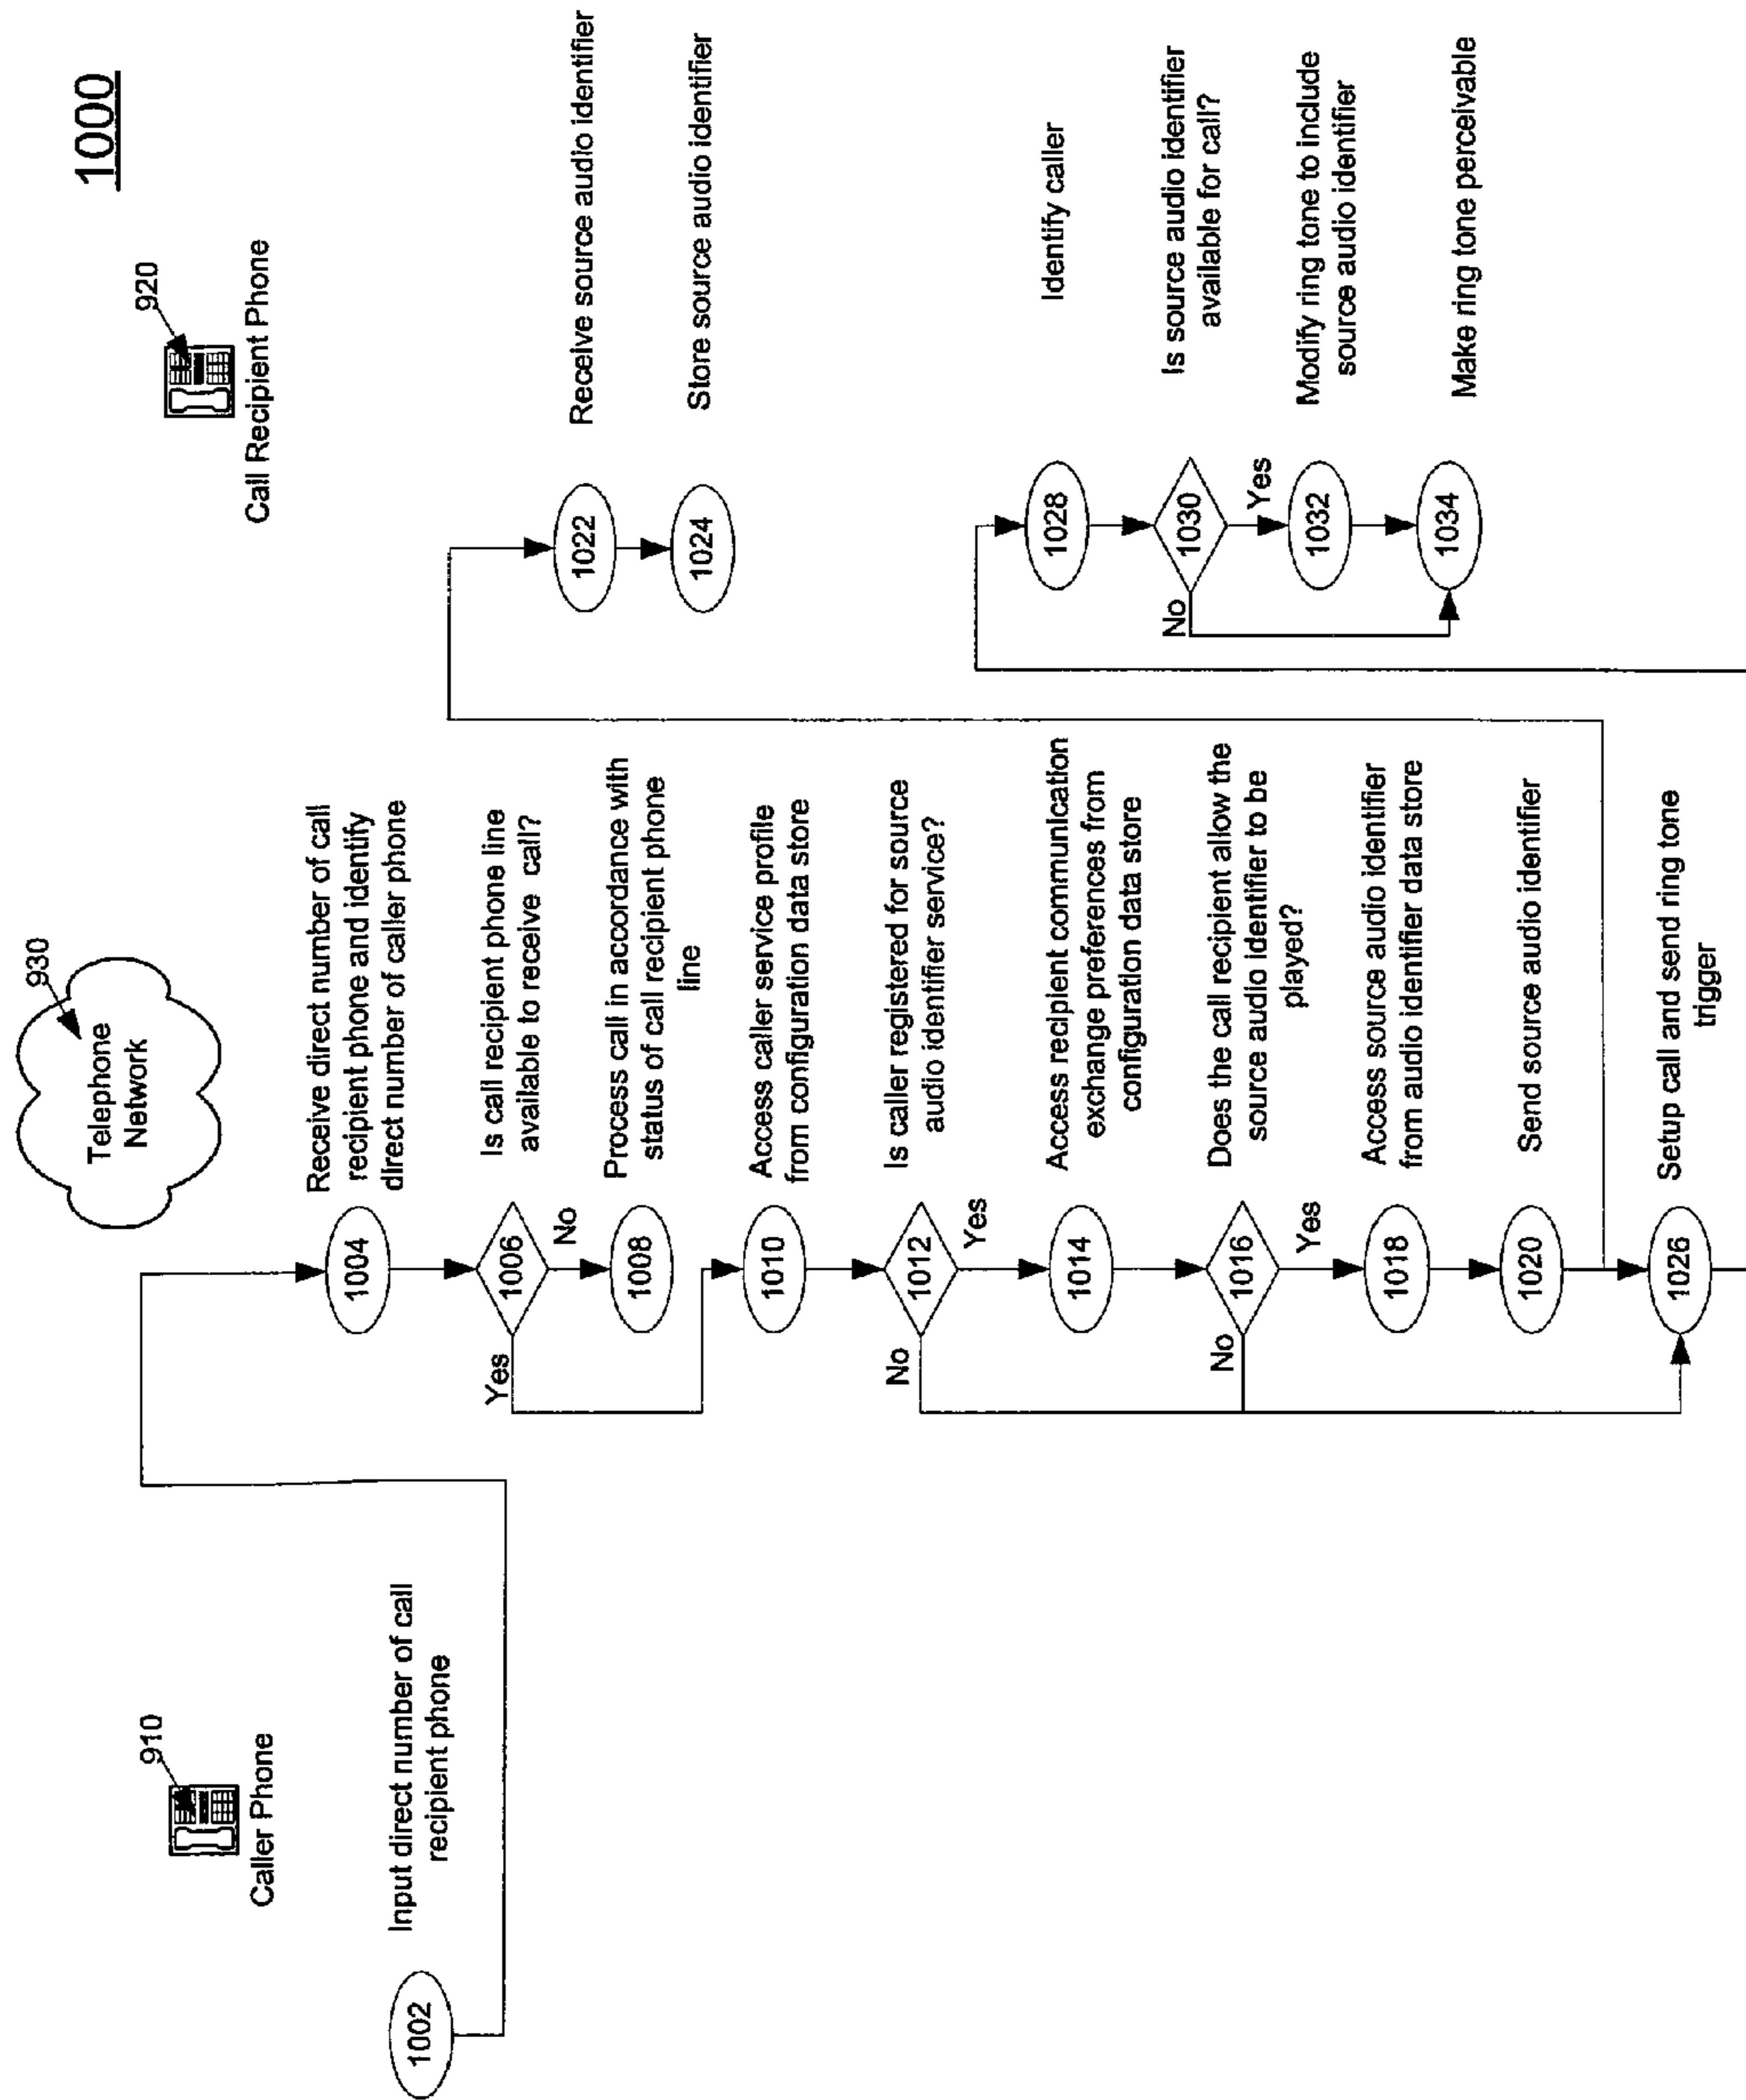 1000
910
Caller Phone
930
Telephone
Network
920
Call Recipient Phone
1002
Input direct number of call
recipient phone
1004
Receive direct number of call
recipient phone and identify
direct number of caller phone
1006
Is call recipient phone line
available to receive call?
Yes
No
1008
Process call in accordance with
status of call recipient phone
line
1010
Access caller service profile
from configuration data store
1012
Is caller registered for source
audio identifier service?
No
Yes
1014
Access recipient communication
exchange preferences from
configuration data store
1016
Does the call recipient allow the
source audio identifier to be
played?
No
Yes
1018
Access source audio identifier
from audio identifier data store
1020
Send source audio identifier
1022
Receive source audio identifier
1024
Store source audio identifier
1026
Setup call and send ring tone
trigger
1028
Identify caller
1030
Is source audio identifier
available for call?
No
Yes
1032
Modify ring tone to include
source audio identifier
1034
Make ring tone perceivable